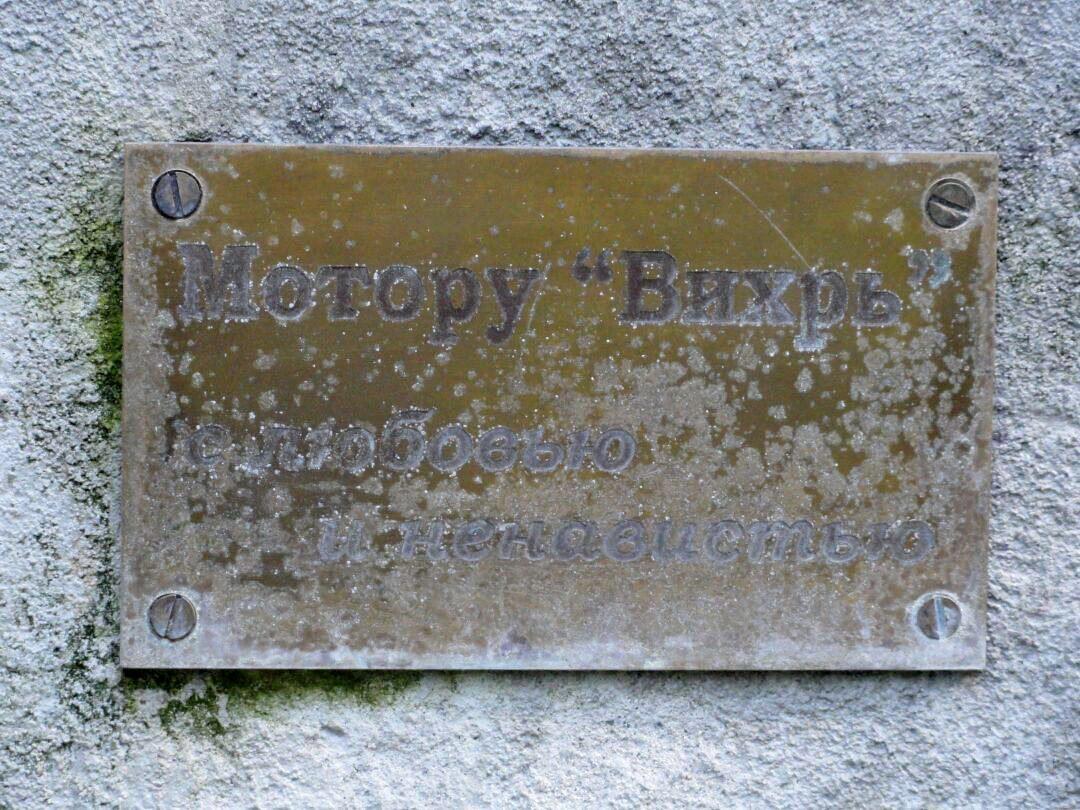 Мотору “Вихрь”
с любовью
и ненавистью